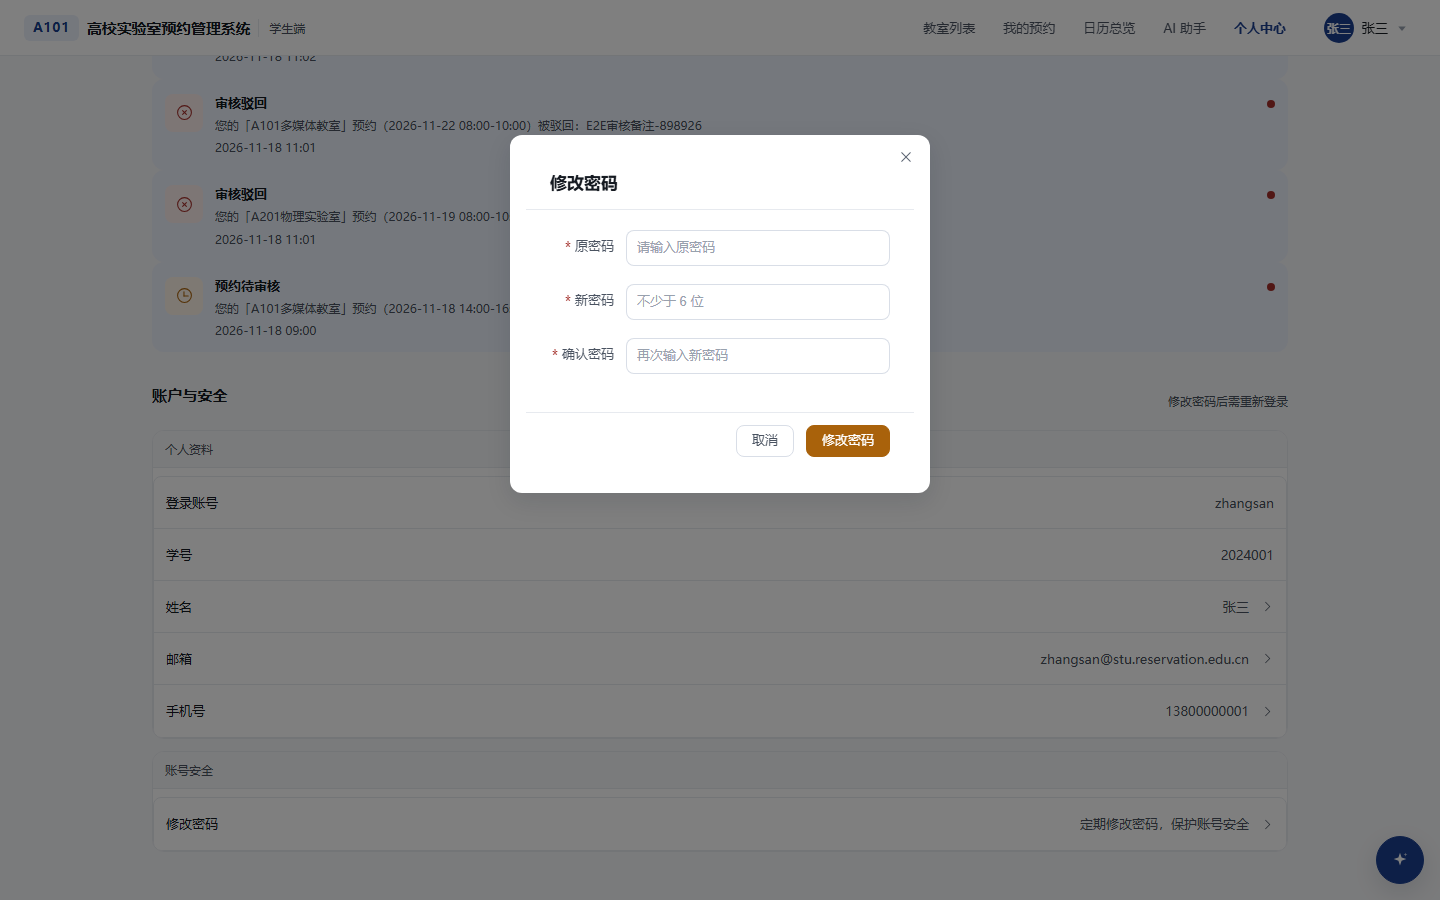 A101 高校实验室预约管理系统 学生端 教室列表 我的预约 日历总览 AI 助手 个人中心 张三 张三
2026-11-18 11:02
审核驳回
您的「A101多媒体教室」预约（2026-11-22 08:00-10:00）被驳回：E2E审核备注-898926
2026-11-18 11:01
审核驳回
您的「A201物理实验室」预约（2026-11-19 08:00-10
2026-11-18 11:01
预约待审核
您的「A101多媒体教室」预约（2026-11-18 14:00-16
2026-11-18 09:00
修改密码
* 原密码 请输入原密码
* 新密码 不少于 6 位
* 确认密码 再次输入新密码
取消 修改密码
账户与安全 修改密码后需重新登录
个人资料
登录账号 zhangsan
学号 2024001
姓名 张三
邮箱 zhangsan@stu.reservation.edu.cn
手机号 13800000001
账号安全
修改密码 定期修改密码，保护账号安全